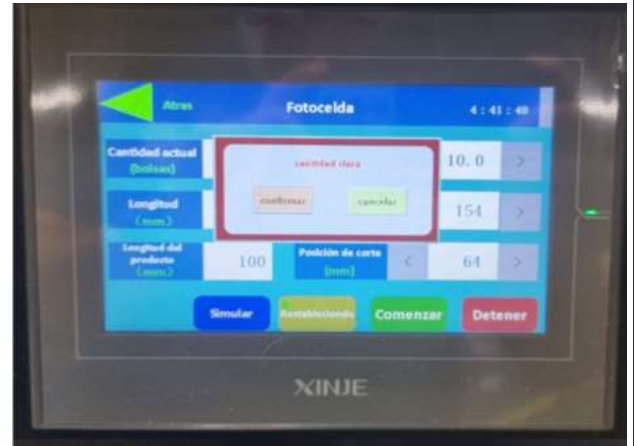 Atras
Fotocelda
4 : 41 : 40
Cantidad actual
(bolsas)
cantidad clara
10. 0
>
confirmar
cancelar
Longitud
(mm)
154
>
Longitud del
producto
(mm)
100
Posición de corte
(mm)
<
64
>
Simular
Restableciendo
Comenzar
Detener
XINJE